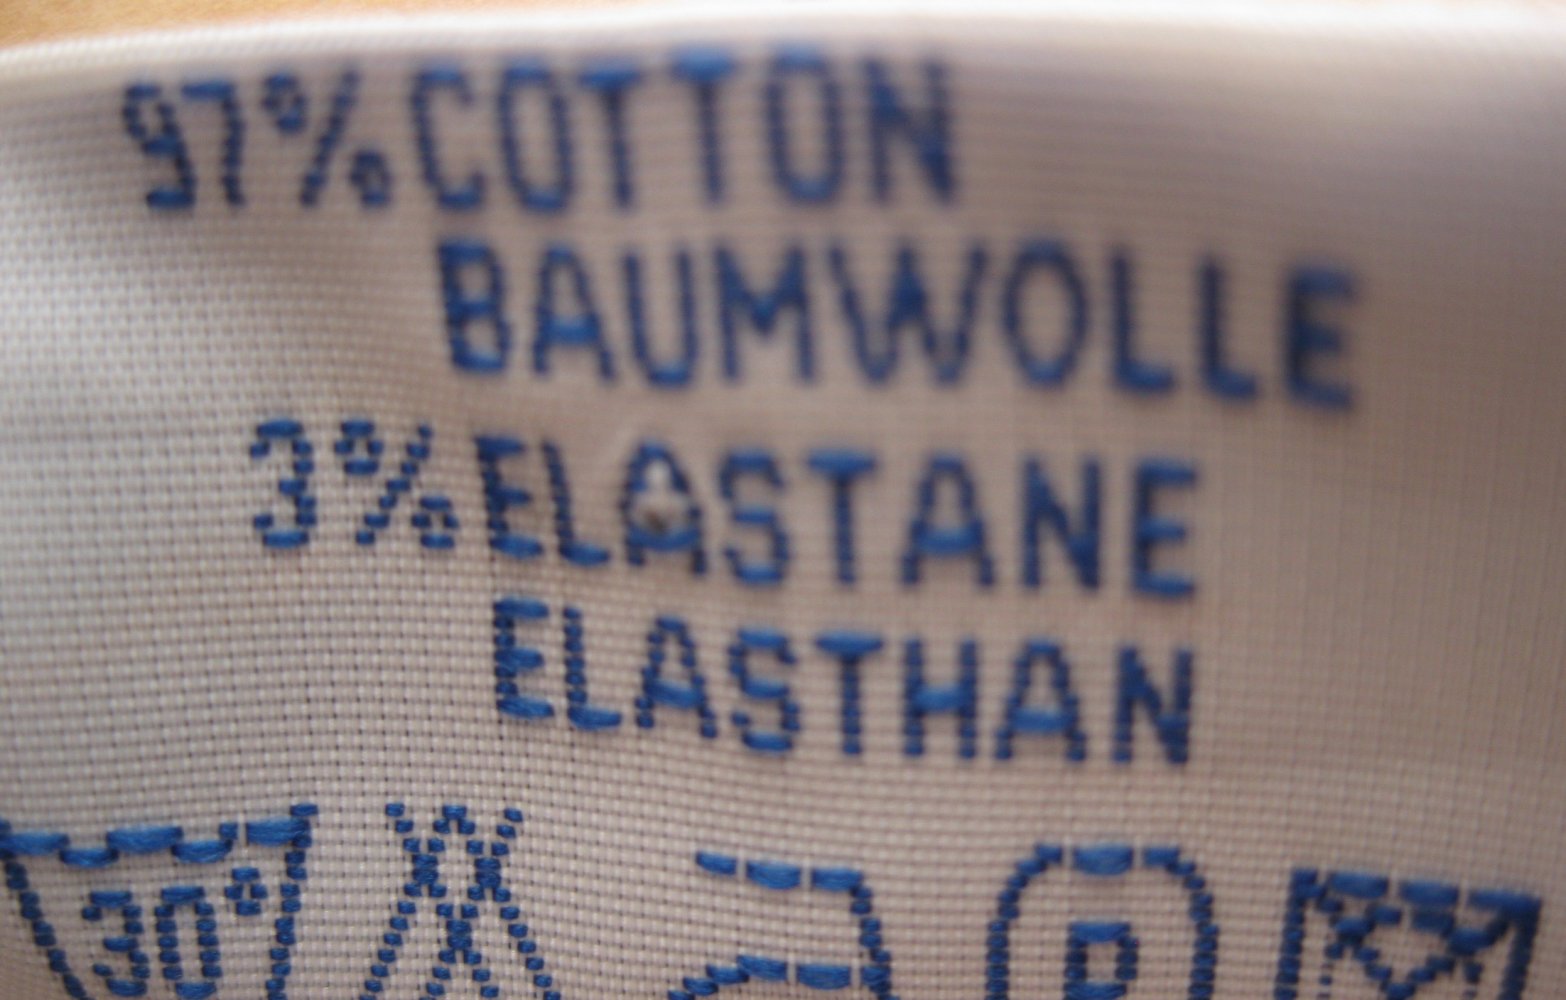 97% COTTON
BAUMWOLLE
3% ELASTANE
ELASTHAN
30° P